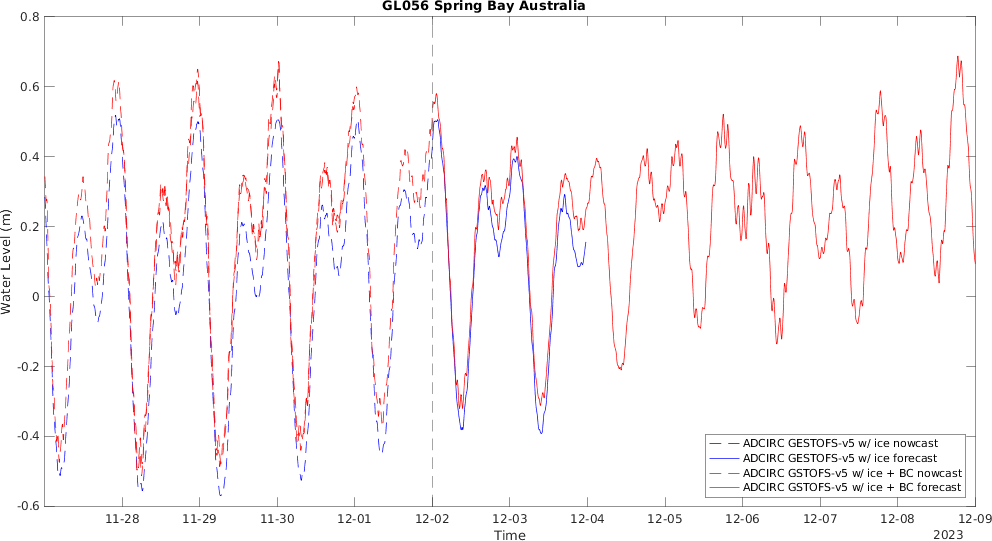 GL056 Spring Bay Australia
0.8
0.6
0.4
0.2
0
-0.2
-0.4
-0.6
Water Level (m)
ADCIRC GESTOFS-v5 w/ ice nowcast
ADCIRC GESTOFS-v5 w/ ice forecast
ADCIRC GSTOFS-v5 w/ ice + BC nowcast
ADCIRC GSTOFS-v5 w/ ice + BC forecast
11-28 11-29 11-30 12-01 12-02 12-03 12-04 12-05 12-06 12-07 12-08 12-09
Time
2023